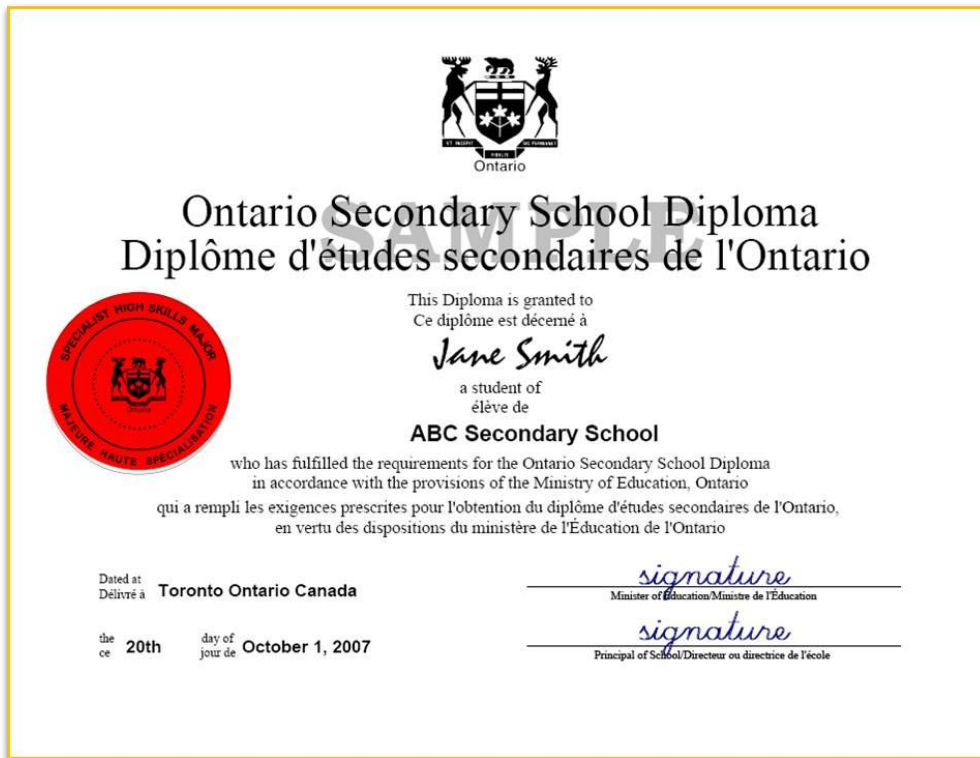 Ontario
SAMPLE
Ontario Secondary School Diploma
Diplôme d'études secondaires de l'Ontario
This Diploma is granted to
Ce diplôme est décerné à
Jane Smith
a student of
élève de
ABC Secondary School
SPECIALIST HIGH SKILLS MAJOR
Ontario
MAJEURE HAUTE SPÉCIALISATION
who has fulfilled the requirements for the Ontario Secondary School Diploma
in accordance with the provisions of the Ministry of Education, Ontario
qui a rempli les exigences prescrites pour l'obtention du diplôme d'études secondaires de l'Ontario,
en vertu des dispositions du ministère de l'Éducation de l'Ontario
Dated at
Délivré à Toronto Ontario Canada
signature
Minister of Education/Ministre de l'Éducation
the
ce 20th
day of
jour de October 1, 2007
signature
Principal of School/Directeur ou directrice de l'école